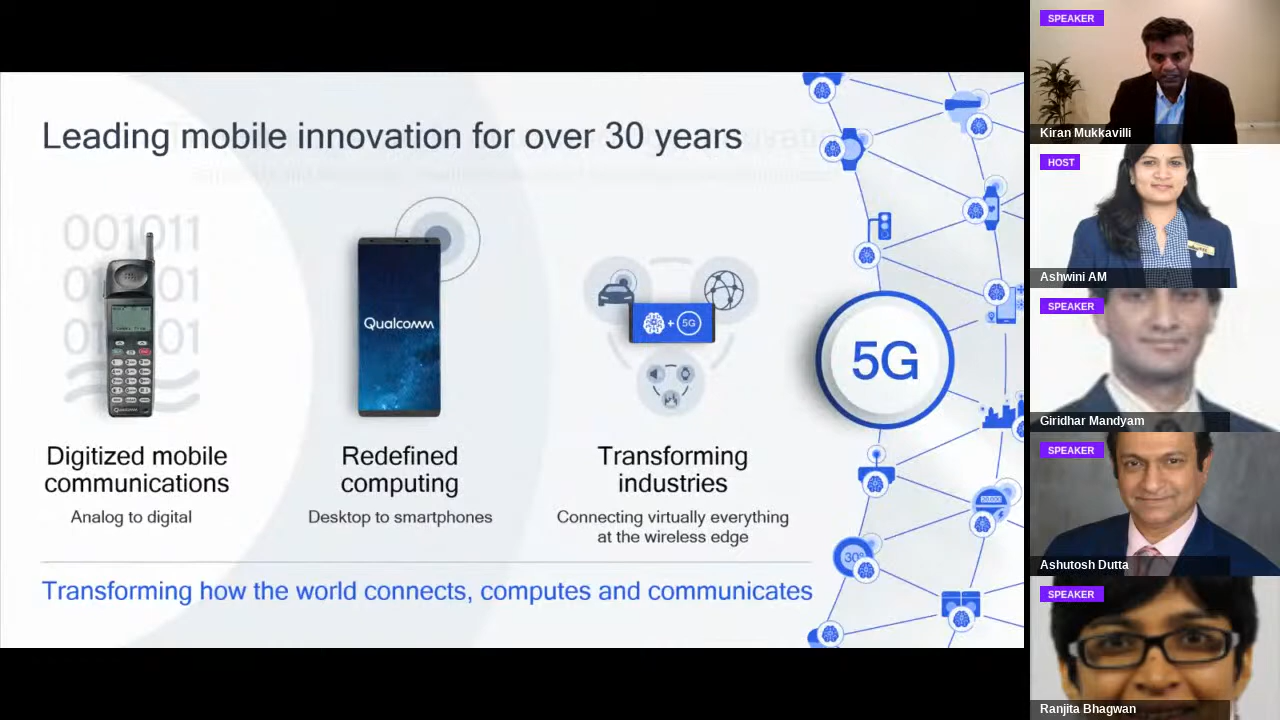 Leading mobile innovation for over 30 years
001011
Qualcomm
+ 5G
5G
Digitized mobile
communications
Analog to digital
Redefined
computing
Desktop to smartphones
Transforming
industries
Connecting virtually everything
at the wireless edge
30°
Transforming how the world connects, computes and communicates
SPEAKER
Kiran Mukkavilli
HOST
Ashwini AM
SPEAKER
Giridhar Mandyam
SPEAKER
Ashutosh Dutta
SPEAKER
Ranjita Bhagwan